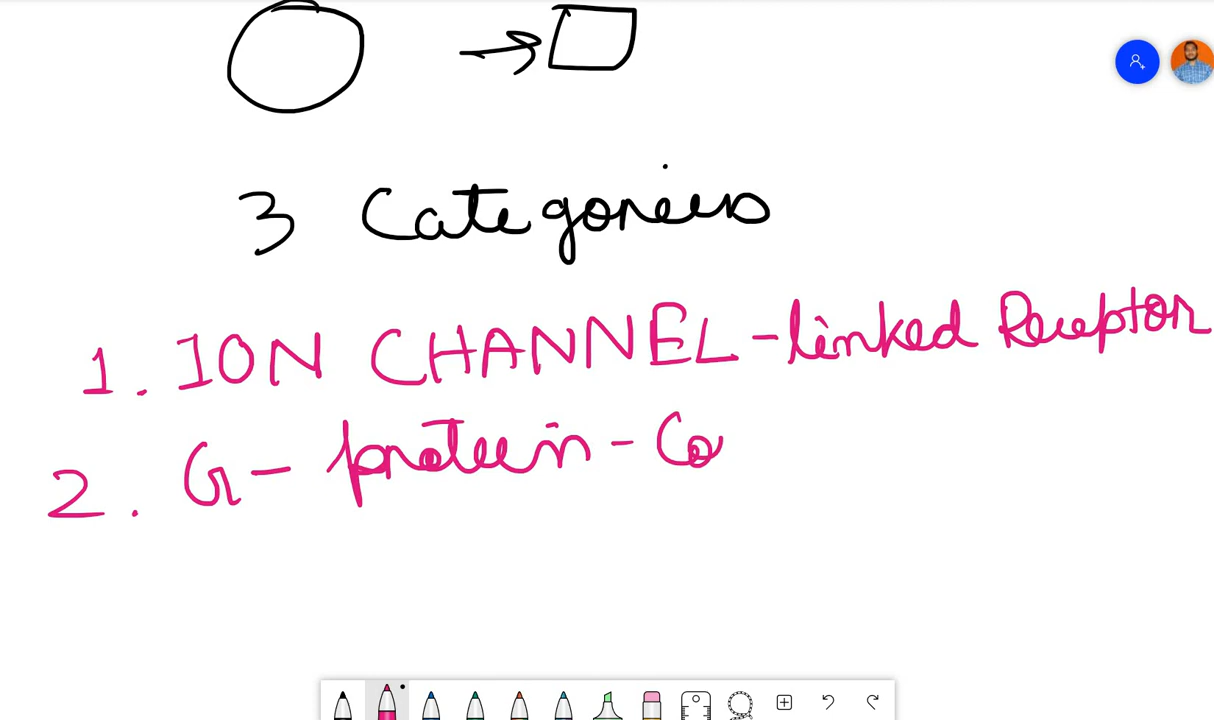 3 Categories
1. ION CHANNEL-linked Receptor
2. G-protein-Co